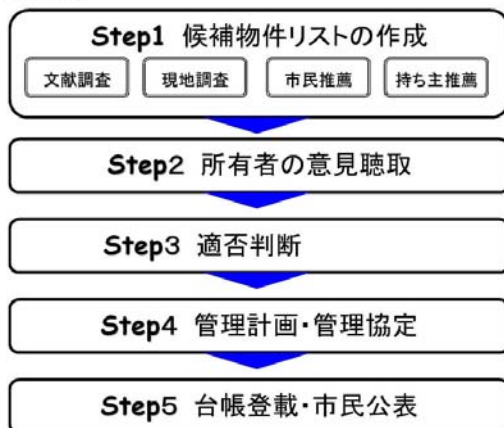 Step1 候補物件リストの作成
文献調査 現地調査 市民推薦 持ち主推薦
Step2 所有者の意見聴取
Step3 適否判断
Step4 管理計画・管理協定
Step5 台帳登載・市民公表